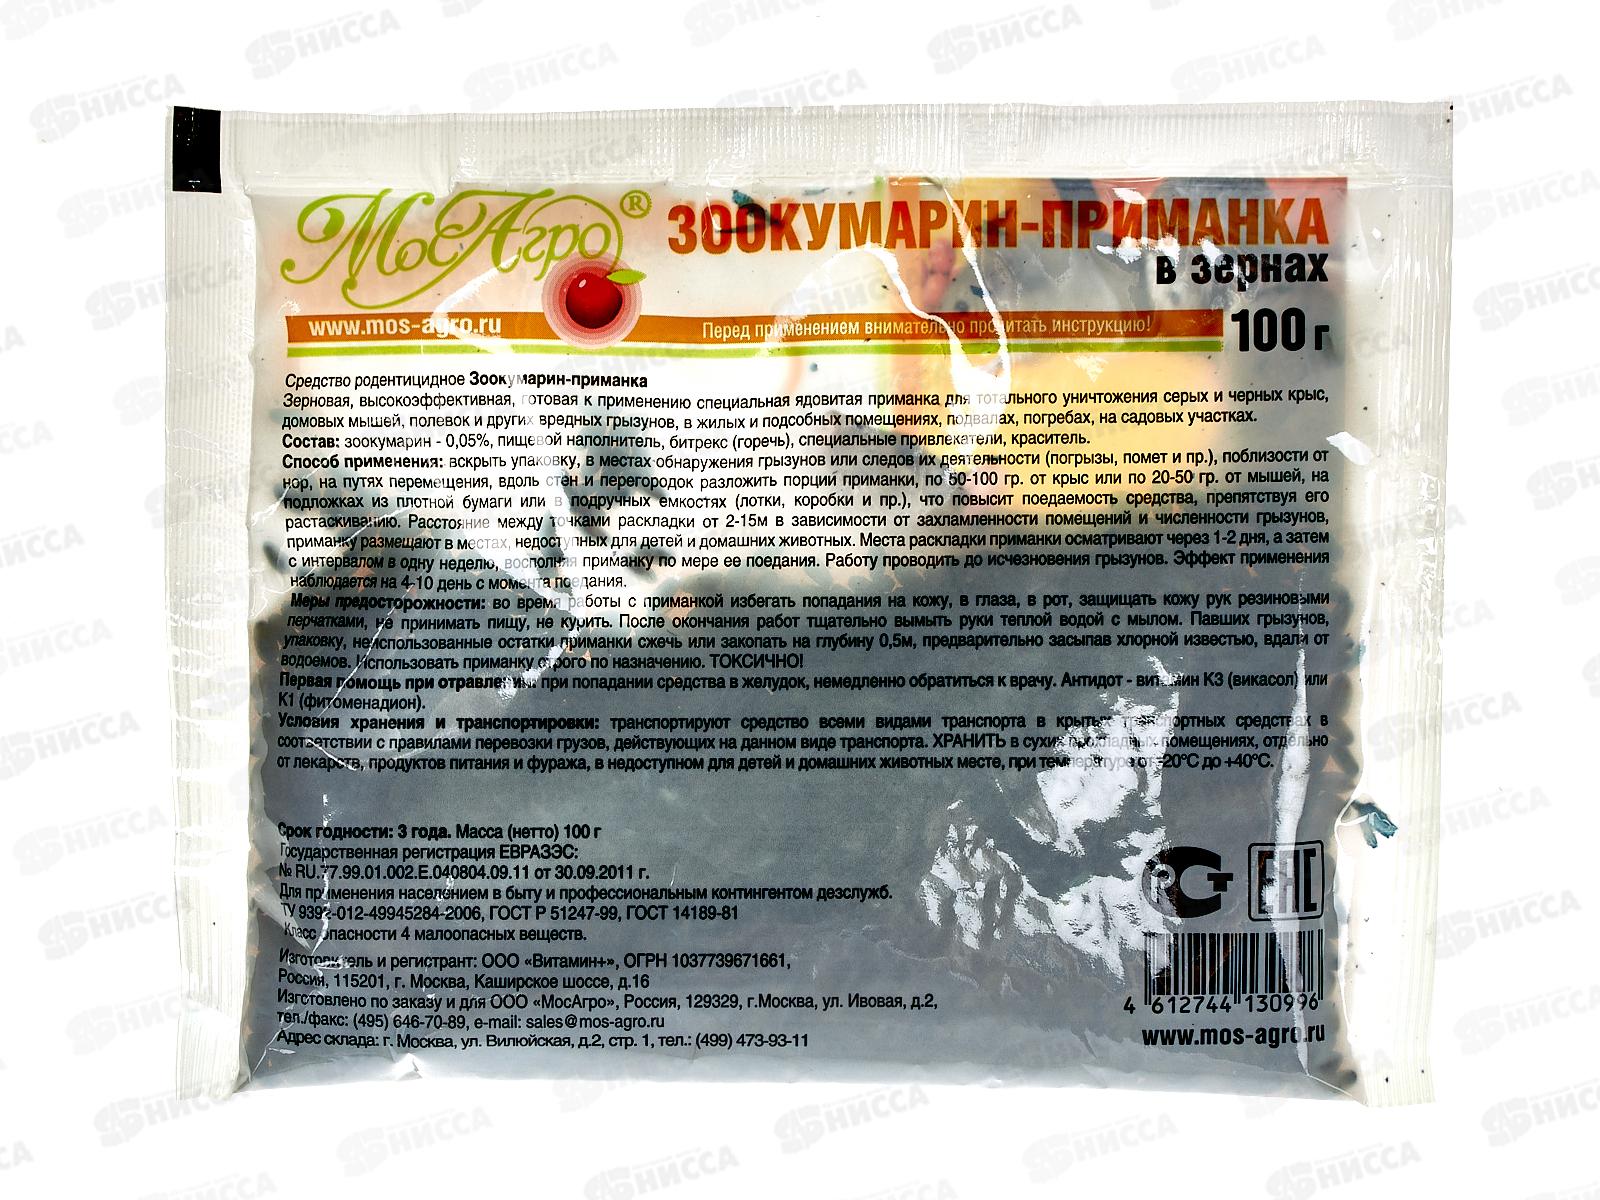 МосАгро®
ЗООКУМАРИН-ПРИМАНКА
в зернах
www.mos-agro.ru
Перед применением внимательно прочитать инструкцию!
100 г
Средство родентицидное Зоокумарин-приманка
Зерновая, высокоэффективная, готовая к применению специальная ядовитая приманка для тотального уничтожения серых и черных крыс,
домовых мышей, полевок и других вредных грызунов, в жилых и подсобных помещениях, подвалах, погребах, на садовых участках.
Состав: зоокумарин - 0,05%, пищевой наполнитель, битрекс (горечь), специальные привлекатели, краситель.
Способ применения: вскрыть упаковку, в местах обнаружения грызунов или следов их деятельности (погрызы, помет и пр.), поблизости от
нор, на путях перемещения, вдоль стен и перегородок разложить порции приманки, по 50-100 гр. от крыс или по 20-50 гр. от мышей, на
подложках из плотной бумаги или в подручных емкостях (лотки, коробки и пр.), что повысит поедаемость средства, препятствуя его
растаскиванию. Расстояние между точками раскладки от 2-15м в зависимости от захламленности помещений и численности грызунов,
приманку размещают в местах, недоступных для детей и домашних животных. Места раскладки приманки осматривают через 1-2 дня, а затем
с интервалом в одну неделю, восполняя приманку по мере ее поедания. Работу проводить до исчезновения грызунов. Эффект применения
наблюдается на 4-10 день с момента поедания.
Меры предосторожности: во время работы с приманкой избегать попадания на кожу, в глаза, в рот, защищать кожу рук резиновыми
перчатками, не принимать пищу, не курить. После окончания работ тщательно вымыть руки теплой водой с мылом. Павших грызунов,
упаковку, неиспользованные остатки приманки сжечь или закопать на глубину 0,5м, предварительно засыпав хлорной известью, вдали от
водоемов. Использовать приманку строго по назначению. ТОКСИЧНО!
Первая помощь при отравлении: при попадании средства в желудок, немедленно обратиться к врачу. Антидот - витамин К3 (викасол) или
К1 (фитоменадион).
Условия хранения и транспортировки: транспортируют средство всеми видами транспорта в крытых транспортных средствах в
соответствии с правилами перевозки грузов, действующих на данном виде транспорта. ХРАНИТЬ в сухих прохладных помещениях, отдельно
от лекарств, продуктов питания и фуража, в недоступном для детей и домашних животных месте, при температуре от -20°С до +40°С.
Срок годности: 3 года. Масса (нетто) 100 г
Государственная регистрация ЕВРАЗЭС:
№ RU.77.99.01.002.Е.040804.09.11 от 30.09.2011 г.
Для применения населением в быту и профессиональным контингентом дезслужб.
ТУ 9392-012-49945284-2006, ГОСТ Р 51247-99, ГОСТ 14189-81
Класс опасности 4 малоопасных веществ.
Изготовитель и регистрант: ООО «Витамин+», ОГРН 1037739671661,
Россия, 115201, г. Москва, Каширское шоссе, д.16
Изготовлено по заказу и для ООО «МосАгро», Россия, 129329, г.Москва, ул. Ивовая, д.2,
тел./факс: (495) 646-70-89, e-mail: sales@mos-agro.ru
Адрес склада: г. Москва, ул. Вилюйская, д.2, стр. 1, тел.: (499) 473-93-11
РСТ
ЕАС
4 612744 130996
www.mos-agro.ru
НИССА